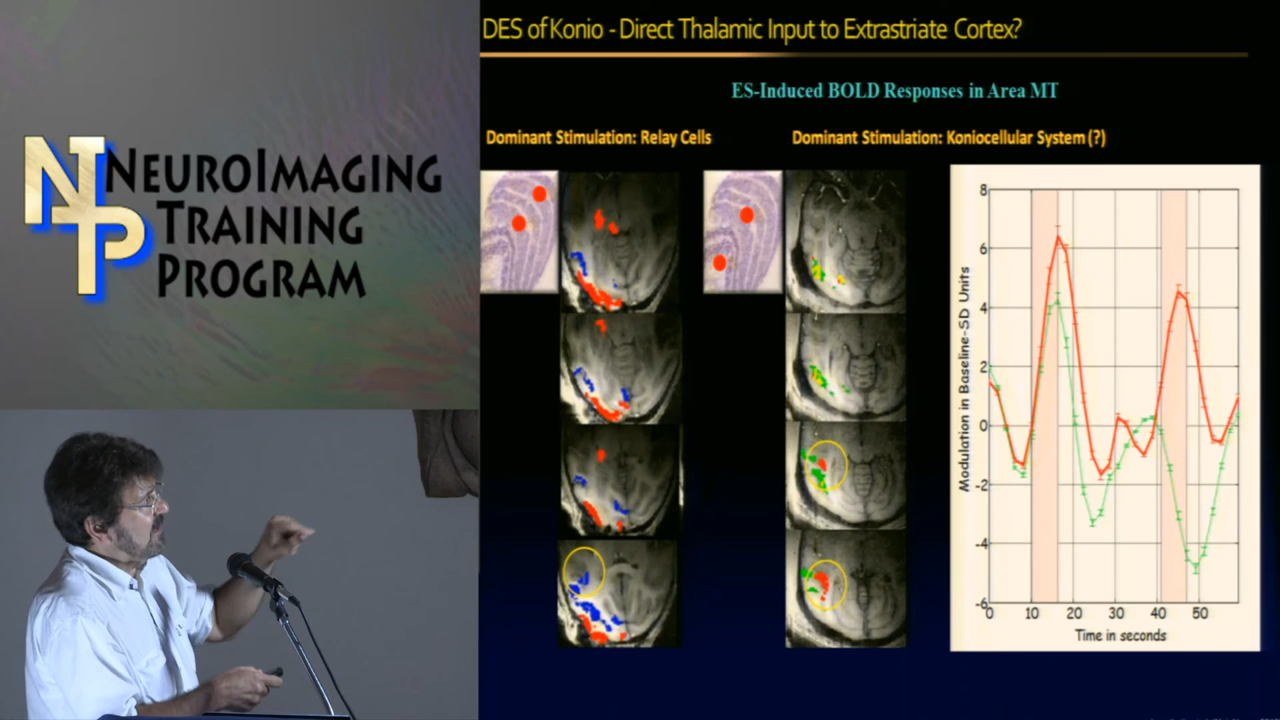 NEUROIMAGING
TRAINING
PROGRAM
NTP
DES of Konio - Direct Thalamic Input to Extrastriate Cortex?
ES-Induced BOLD Responses in Area MT
Dominant Stimulation: Relay Cells
Dominant Stimulation: Koniocellular System (?)
Modulation in Baseline-SD Units
8
6
4
2
0
-2
-4
-6
0 10 20 30 40 50
Time in seconds